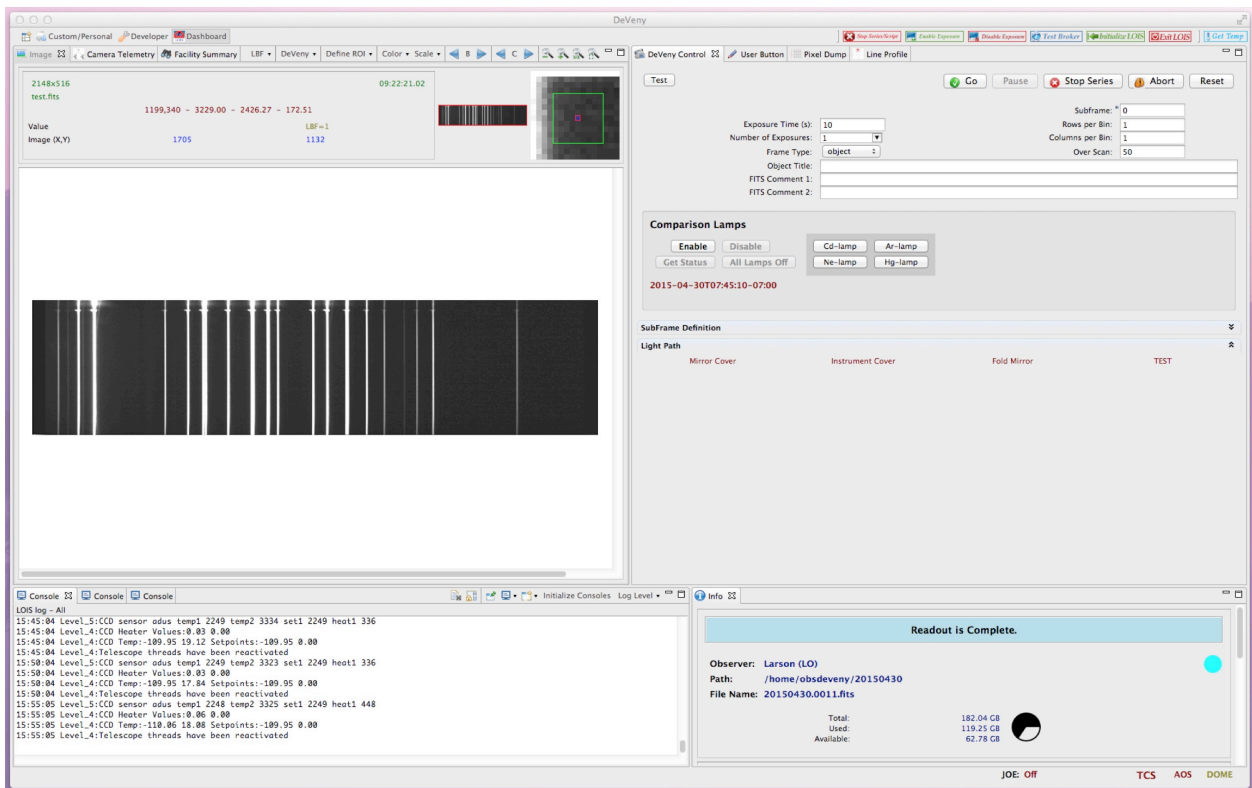 DeVeny
Custom/Personal Developer Dashboard
Stop Series/Script Enable Exposure Disable Exposure Test Broker Initialize LOIS Exit LOIS Get Temp
Image Camera Telemetry Facility Summary LBF DeVeny Define ROI Color Scale B C
DeVeny Control User Button Pixel Dump Line Profile
2148x516 09:22:21.02
test.fits
1199,340 - 3229.00 - 2426.27 - 172.51
Value LBF=1
Image (X,Y) 1705 1132
Test Go Pause Stop Series Abort Reset
Subframe: * 0
Exposure Time (s): 10 Rows per Bin: 1
Number of Exposures: 1 Columns per Bin: 1
Frame Type: object Over Scan: 50
Object Title:
FITS Comment 1:
FITS Comment 2:
Comparison Lamps
Enable Disable Cd-lamp Ar-lamp
Get Status All Lamps Off Ne-lamp Hg-lamp
2015-04-30T07:45:10-07:00
SubFrame Definition
Light Path
Mirror Cover Instrument Cover Fold Mirror TEST
Console Console Console Initialize Consoles Log Level
LOIS log - All
15:45:04 Level_5:CCD sensor adus temp1 2249 temp2 3334 set1 2249 heat1 336
15:45:04 Level_4:CCD Heater Values:0.03 0.00
15:45:04 Level_4:CCD Temp:-109.95 19.12 Setpoints:-109.95 0.00
15:45:04 Level_4:Telescope threads have been reactivated
15:50:04 Level_5:CCD sensor adus temp1 2249 temp2 3323 set1 2249 heat1 336
15:50:04 Level_4:CCD Heater Values:0.03 0.00
15:50:04 Level_4:CCD Temp:-109.95 17.84 Setpoints:-109.95 0.00
15:50:04 Level_4:Telescope threads have been reactivated
15:55:05 Level_5:CCD sensor adus temp1 2248 temp2 3325 set1 2249 heat1 448
15:55:05 Level_4:CCD Heater Values:0.06 0.00
15:55:05 Level_4:CCD Temp:-110.06 18.08 Setpoints:-109.95 0.00
15:55:05 Level_4:Telescope threads have been reactivated
Info
Readout is Complete.
Observer: Larson (LO)
Path: /home/obsdeveny/20150430
File Name: 20150430.0011.fits
Total: 182.04 GB
Used: 119.25 GB
Available: 62.78 GB
JOE: Off TCS AOS DOME